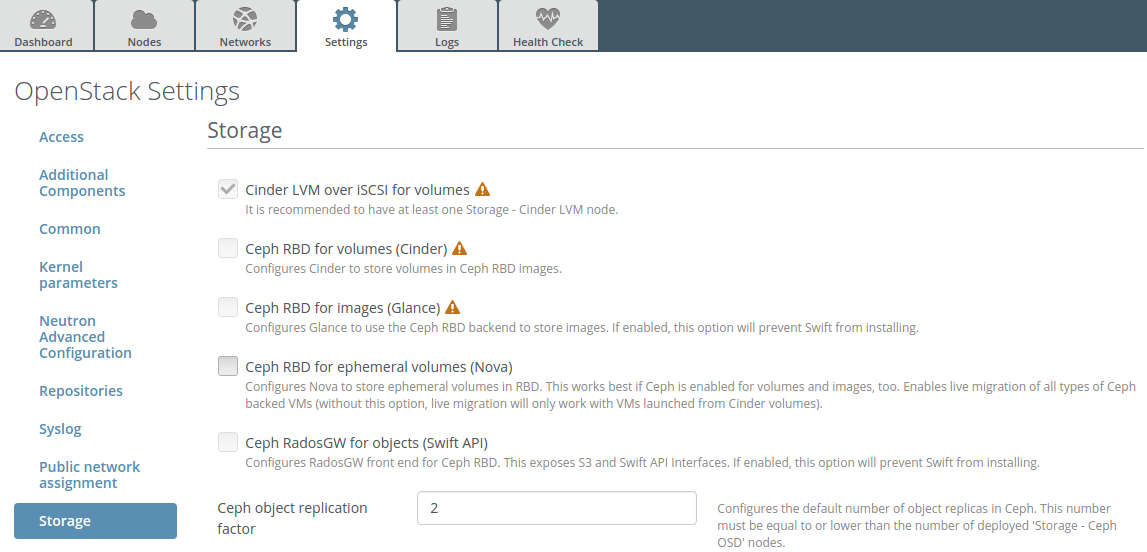 Dashboard
Nodes
Networks
Settings
Logs
Health Check
OpenStack Settings
Access
Additional
Components
Common
Kernel
parameters
Neutron
Advanced
Configuration
Repositories
Syslog
Public network
assignment
Storage
Storage
Cinder LVM over iSCSI for volumes
It is recommended to have at least one Storage - Cinder LVM node.
Ceph RBD for volumes (Cinder)
Configures Cinder to store volumes in Ceph RBD images.
Ceph RBD for images (Glance)
Configures Glance to use the Ceph RBD backend to store images. If enabled, this option will prevent Swift from installing.
Ceph RBD for ephemeral volumes (Nova)
Configures Nova to store ephemeral volumes in RBD. This works best if Ceph is enabled for volumes and images, too. Enables live migration of all types of Ceph
backed VMs (without this option, live migration will only work with VMs launched from Cinder volumes).
Ceph RadosGW for objects (Swift API)
Configures RadosGW front end for Ceph RBD. This exposes S3 and Swift API Interfaces. If enabled, this option will prevent Swift from installing.
Ceph object replication
factor
2
Configures the default number of object replicas in Ceph. This number
must be equal to or lower than the number of deployed 'Storage - Ceph
OSD' nodes.